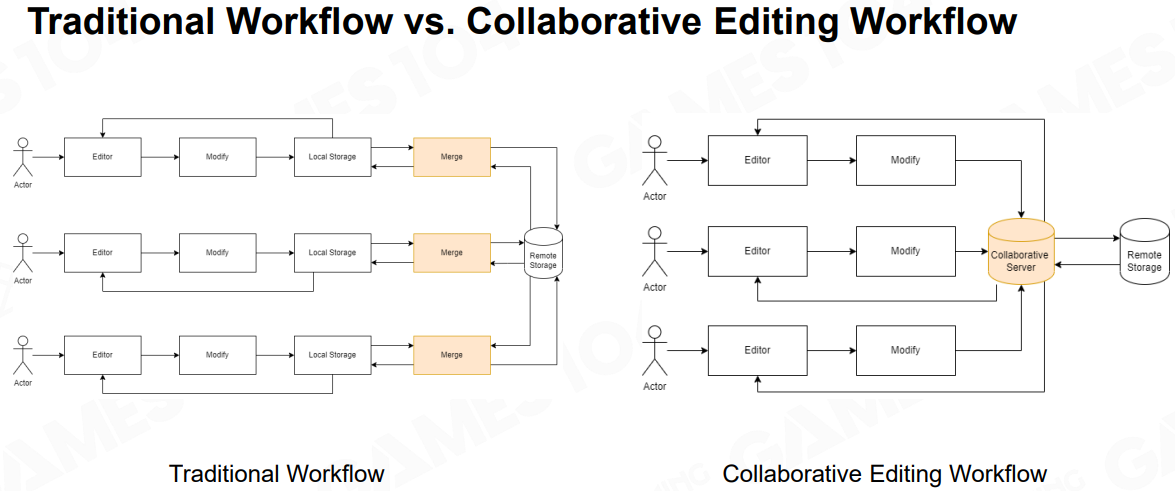 Traditional Workflow vs. Collaborative Editing Workflow
Actor
Editor
Modify
Local Storage
Merge
Actor
Editor
Modify
Local Storage
Merge
Remote
Storage
Actor
Editor
Modify
Local Storage
Merge
Traditional Workflow
Actor
Editor
Modify
Actor
Editor
Modify
Collaborative
Server
Remote
Storage
Actor
Editor
Modify
Collaborative Editing Workflow